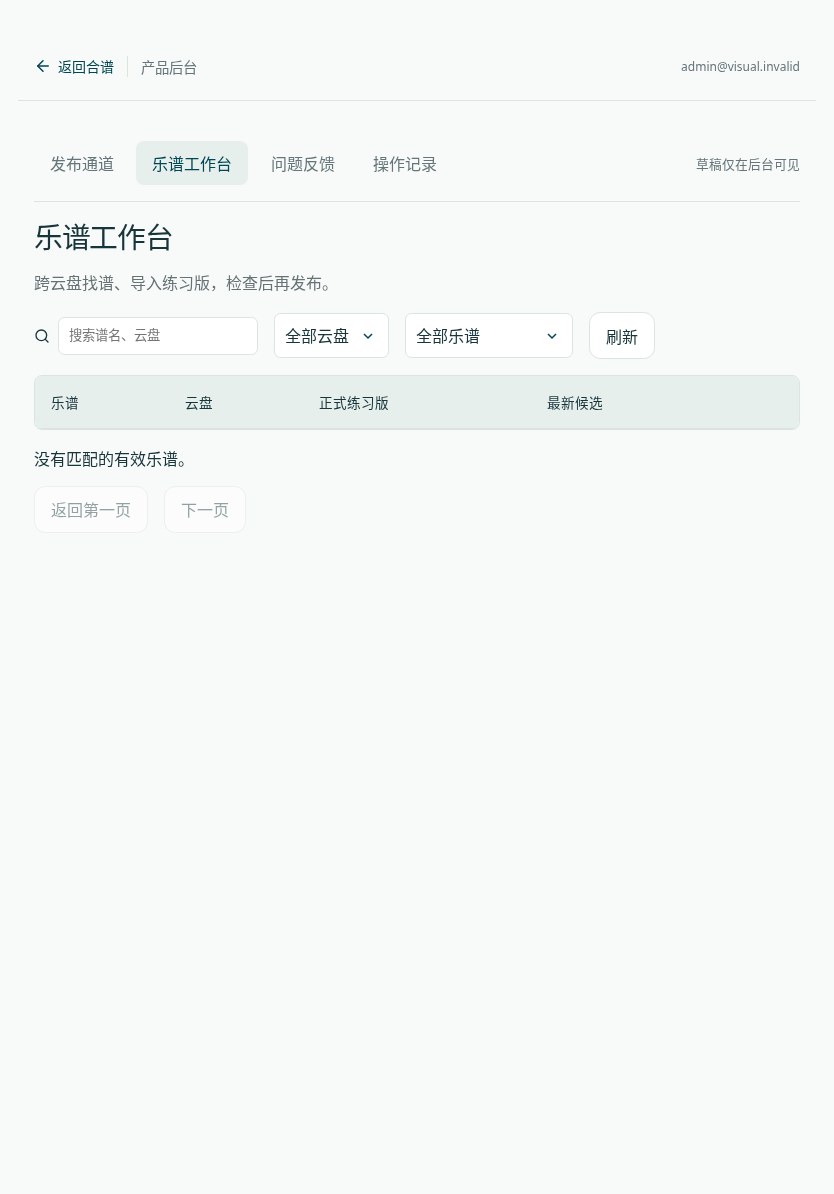 返回合谱
产品后台
admin@visual.invalid
发布通道
乐谱工作台
问题反馈
操作记录
草稿仅在后台可见
乐谱工作台
跨云盘找谱、导入练习版，检查后再发布。
搜索谱名、云盘
全部云盘
全部乐谱
刷新
乐谱
云盘
正式练习版
最新候选
没有匹配的有效乐谱。
返回第一页
下一页